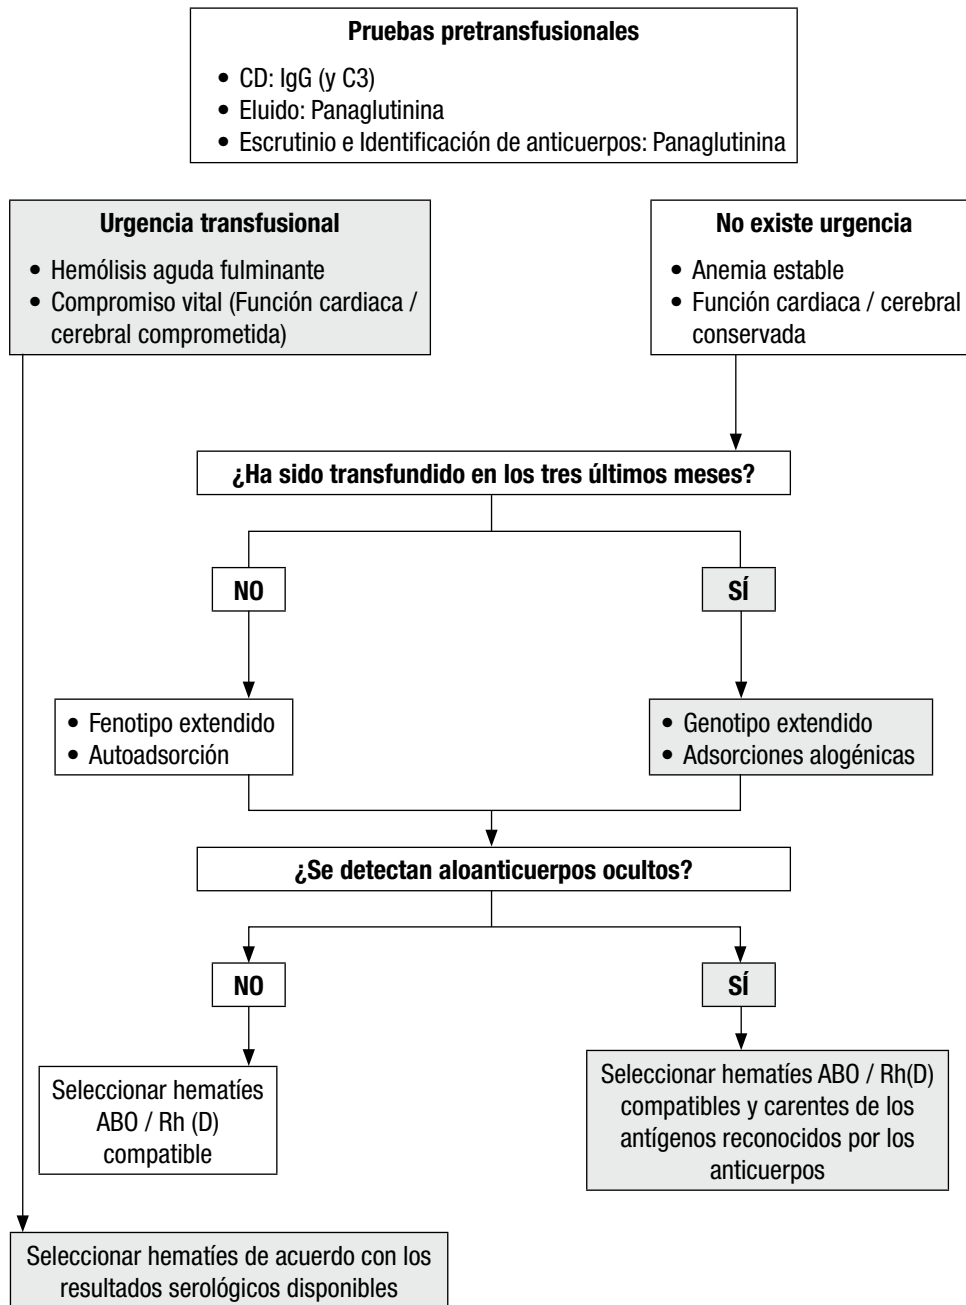 Pruebas pretransfusionales
• CD: IgG (y C3)
• Eluido: Panaglutinina
• Escrutinio e Identificación de anticuerpos: Panaglutinina
Urgencia transfusional
• Hemólisis aguda fulminante
• Compromiso vital (Función cardiaca /
cerebral comprometida)
No existe urgencia
• Anemia estable
• Función cardiaca / cerebral
conservada
¿Ha sido transfundido en los tres últimos meses?
NO
SÍ
• Fenotipo extendido
• Autoadsorción
• Genotipo extendido
• Adsorciones alogénicas
¿Se detectan aloanticuerpos ocultos?
NO
SÍ
Seleccionar hematíes
ABO / Rh (D)
compatible
Seleccionar hematíes ABO / Rh(D)
compatibles y carentes de los
antígenos reconocidos por los
anticuerpos
Seleccionar hematíes de acuerdo con los
resultados serológicos disponibles